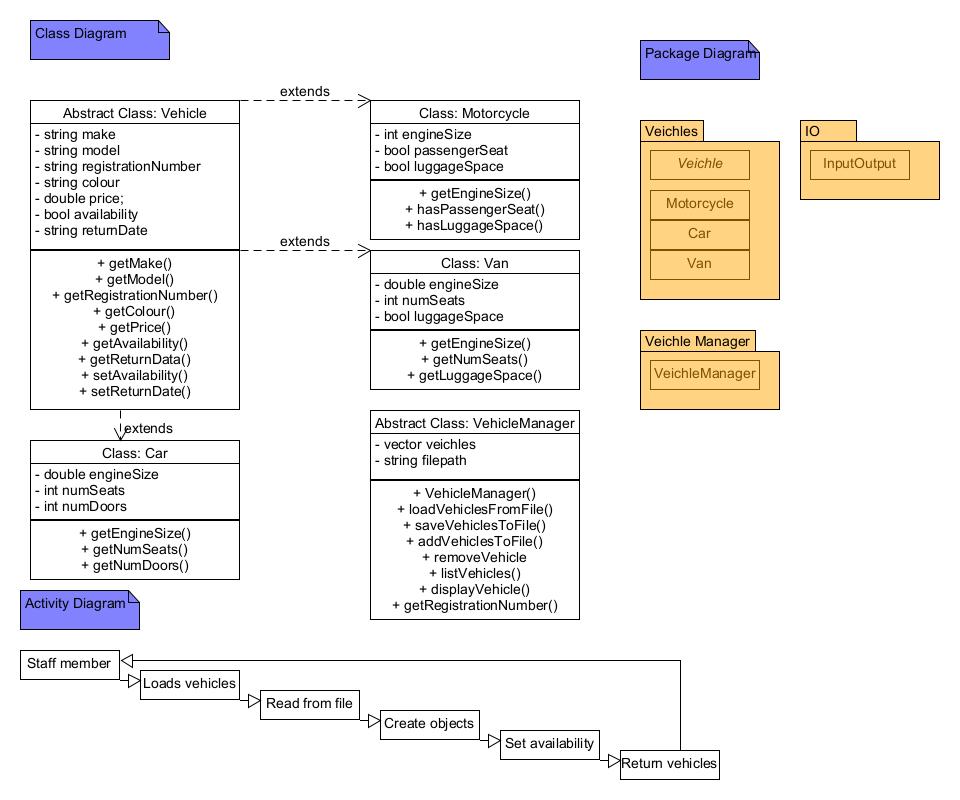 Class Diagram
Package Diagram
extends
Abstract Class: Vehicle
- string make
- string model
- string registrationNumber
- string colour
- double price;
- bool availability
- string returnDate
+ getMake()
+ getModel()
+ getRegistrationNumber()
+ getColour()
+ getPrice()
+ getAvailability()
+ getReturnData()
+ setAvailability()
+ setReturnDate()
Class: Motorcycle
- int engineSize
- bool passengerSeat
- bool luggageSpace
+ getEngineSize()
+ hasPassengerSeat()
+ hasLuggageSpace()
extends
Class: Van
- double engineSize
- int numSeats
- bool luggageSpace
+ getEngineSize()
+ getNumSeats()
+ getLuggageSpace()
extends
Class: Car
- double engineSize
- int numSeats
- int numDoors
+ getEngineSize()
+ getNumSeats()
+ getNumDoors()
Abstract Class: VehicleManager
- vector veichles
- string filepath
+ VehicleManager()
+ loadVehiclesFromFile()
+ saveVehiclesToFile()
+ addVehiclesToFile()
+ removeVehicle
+ listVehicles()
+ displayVehicle()
+ getRegistrationNumber()
Veichles
Veichle
Motorcycle
Car
Van
IO
InputOutput
Veichle Manager
VeichleManager
Activity Diagram
Staff member
Loads vehicles
Read from file
Create objects
Set availability
Return vehicles